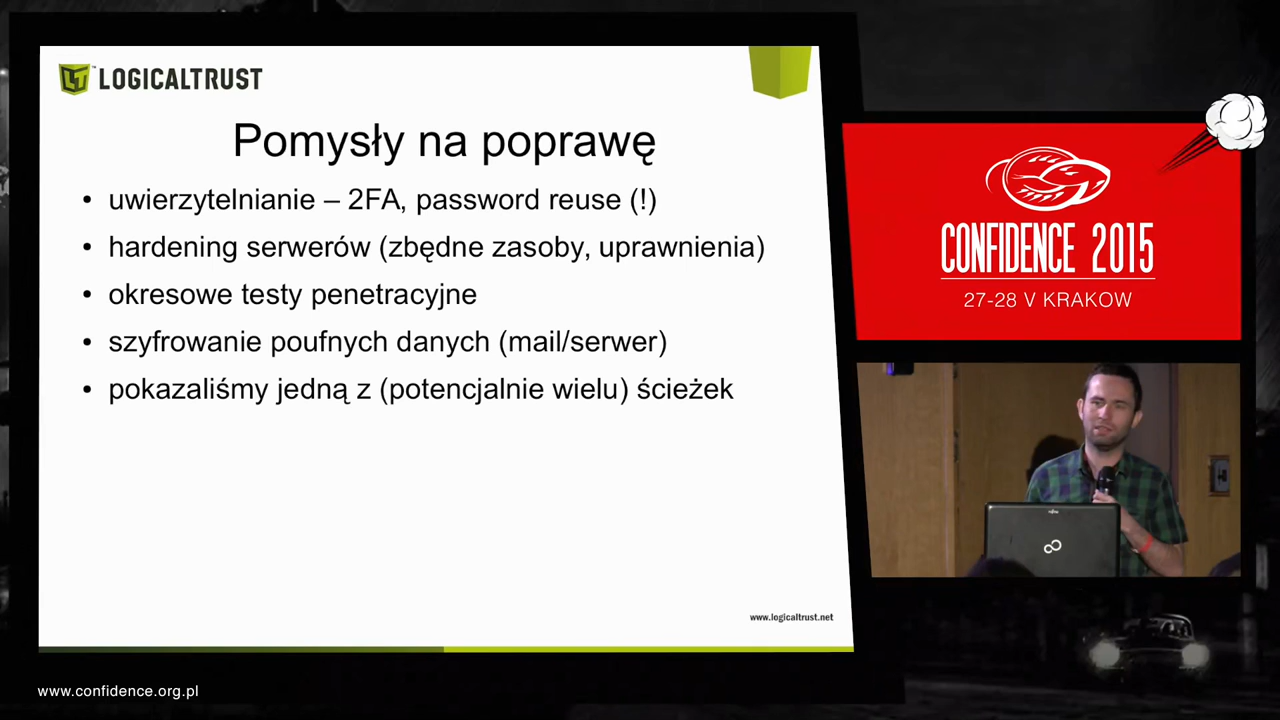 LOGICALTRUST
Pomysły na poprawę
• uwierzytelnianie – 2FA, password reuse (!)
• hardening serwerów (zbędne zasoby, uprawnienia)
• okresowe testy penetracyjne
• szyfrowanie poufnych danych (mail/serwer)
• pokazaliśmy jedną z (potencjalnie wielu) ścieżek
www.logicaltrust.net
CONFIDENCE 2015
27-28 V KRAKOW
www.confidence.org.pl